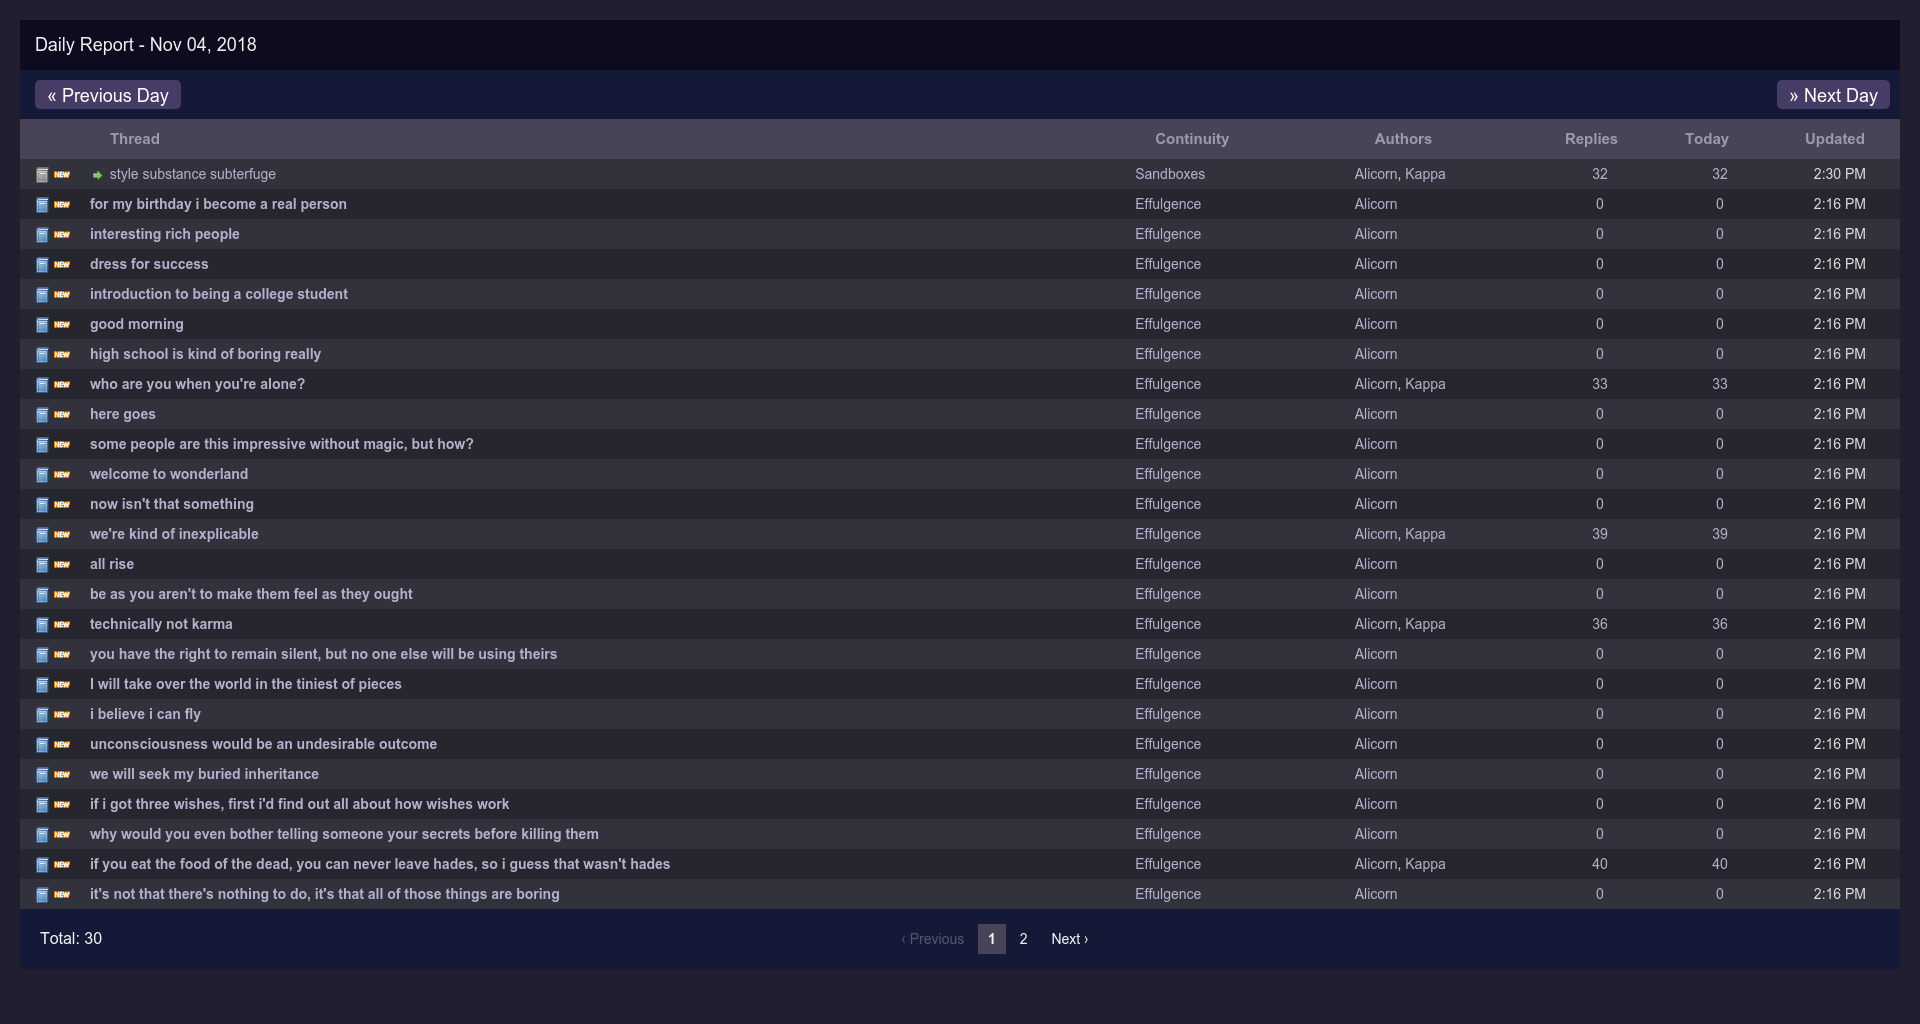 Daily Report - Nov 04, 2018
« Previous Day » Next Day
Thread Continuity Authors Replies Today Updated
NEW style substance subterfuge Sandboxes Alicorn, Kappa 32 32 2:30 PM
NEW for my birthday i become a real person Effulgence Alicorn 0 0 2:16 PM
NEW interesting rich people Effulgence Alicorn 0 0 2:16 PM
NEW dress for success Effulgence Alicorn 0 0 2:16 PM
NEW introduction to being a college student Effulgence Alicorn 0 0 2:16 PM
NEW good morning Effulgence Alicorn 0 0 2:16 PM
NEW high school is kind of boring really Effulgence Alicorn 0 0 2:16 PM
NEW who are you when you're alone? Effulgence Alicorn, Kappa 33 33 2:16 PM
NEW here goes Effulgence Alicorn 0 0 2:16 PM
NEW some people are this impressive without magic, but how? Effulgence Alicorn 0 0 2:16 PM
NEW welcome to wonderland Effulgence Alicorn 0 0 2:16 PM
NEW now isn't that something Effulgence Alicorn 0 0 2:16 PM
NEW we're kind of inexplicable Effulgence Alicorn, Kappa 39 39 2:16 PM
NEW all rise Effulgence Alicorn 0 0 2:16 PM
NEW be as you aren't to make them feel as they ought Effulgence Alicorn 0 0 2:16 PM
NEW technically not karma Effulgence Alicorn, Kappa 36 36 2:16 PM
NEW you have the right to remain silent, but no one else will be using theirs Effulgence Alicorn 0 0 2:16 PM
NEW I will take over the world in the tiniest of pieces Effulgence Alicorn 0 0 2:16 PM
NEW i believe i can fly Effulgence Alicorn 0 0 2:16 PM
NEW unconsciousness would be an undesirable outcome Effulgence Alicorn 0 0 2:16 PM
NEW we will seek my buried inheritance Effulgence Alicorn 0 0 2:16 PM
NEW if i got three wishes, first i'd find out all about how wishes work Effulgence Alicorn 0 0 2:16 PM
NEW why would you even bother telling someone your secrets before killing them Effulgence Alicorn 0 0 2:16 PM
NEW if you eat the food of the dead, you can never leave hades, so i guess that wasn't hades Effulgence Alicorn, Kappa 40 40 2:16 PM
NEW it's not that there's nothing to do, it's that all of those things are boring Effulgence Alicorn 0 0 2:16 PM
Total: 30 ‹ Previous 1 2 Next ›